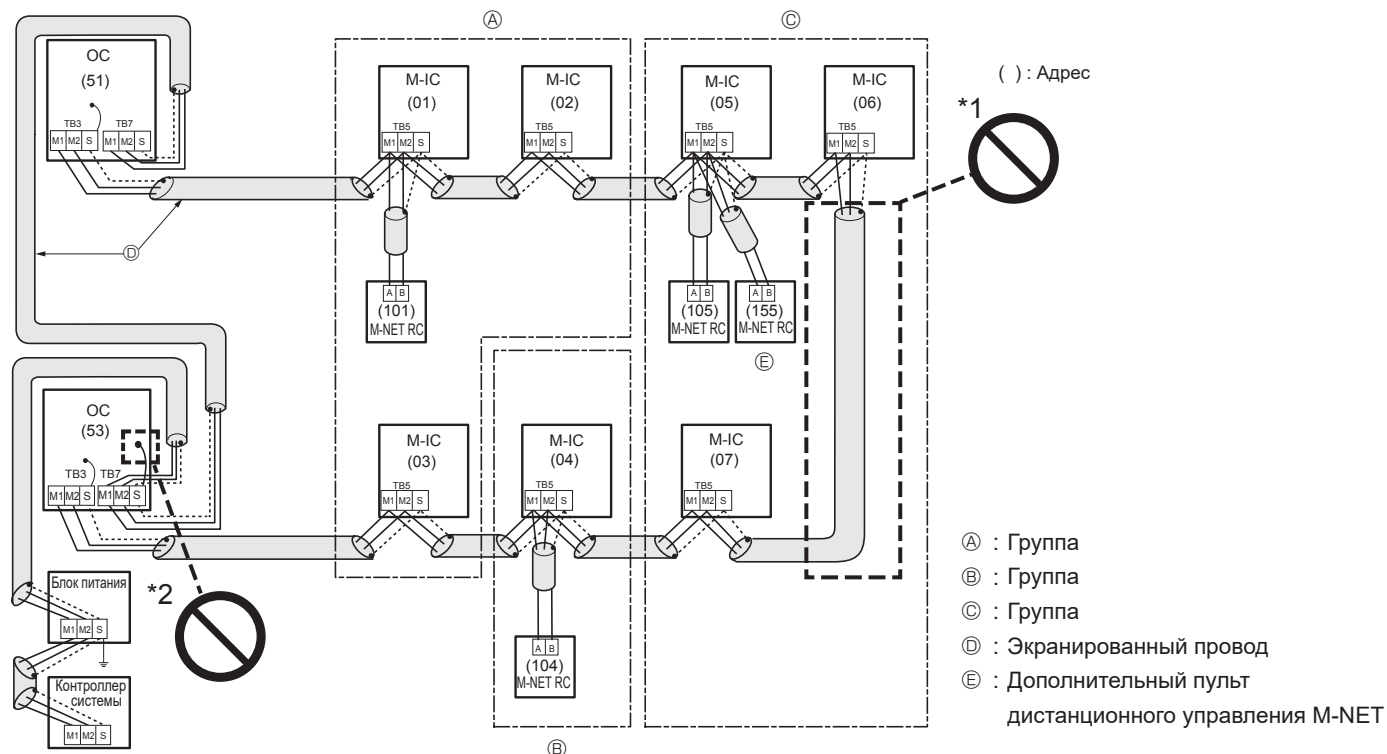 Ⓐ
Ⓒ
OC
(51)
TB3
TB7
M1 M2 S
M1 M2 S
M-IC
(01)
TB5
M1 M2 S
M-IC
(02)
TB5
M1 M2 S
M-IC
(05)
TB5
M1 M2 S
M-IC
(06)
TB5
M1 M2 S
( ) : Адрес
*1
Ⓓ
A B
(101)
M-NET RC
A B
(105)
M-NET RC
A B
(155)
M-NET RC
Ⓔ
OC
(53)
TB3
TB7
M1 M2 S
M1 M2 S
M-IC
(03)
TB5
M1 M2 S
M-IC
(04)
TB5
M1 M2 S
M-IC
(07)
TB5
M1 M2 S
Блок питания
M1 M2 S
*2
A B
(104)
M-NET RC
Контроллер
системы
M1 M2 S
Ⓑ
Ⓐ : Группа
Ⓑ : Группа
Ⓒ : Группа
Ⓓ : Экранированный провод
Ⓔ : Дополнительный пульт
дистанционного управления M-NET